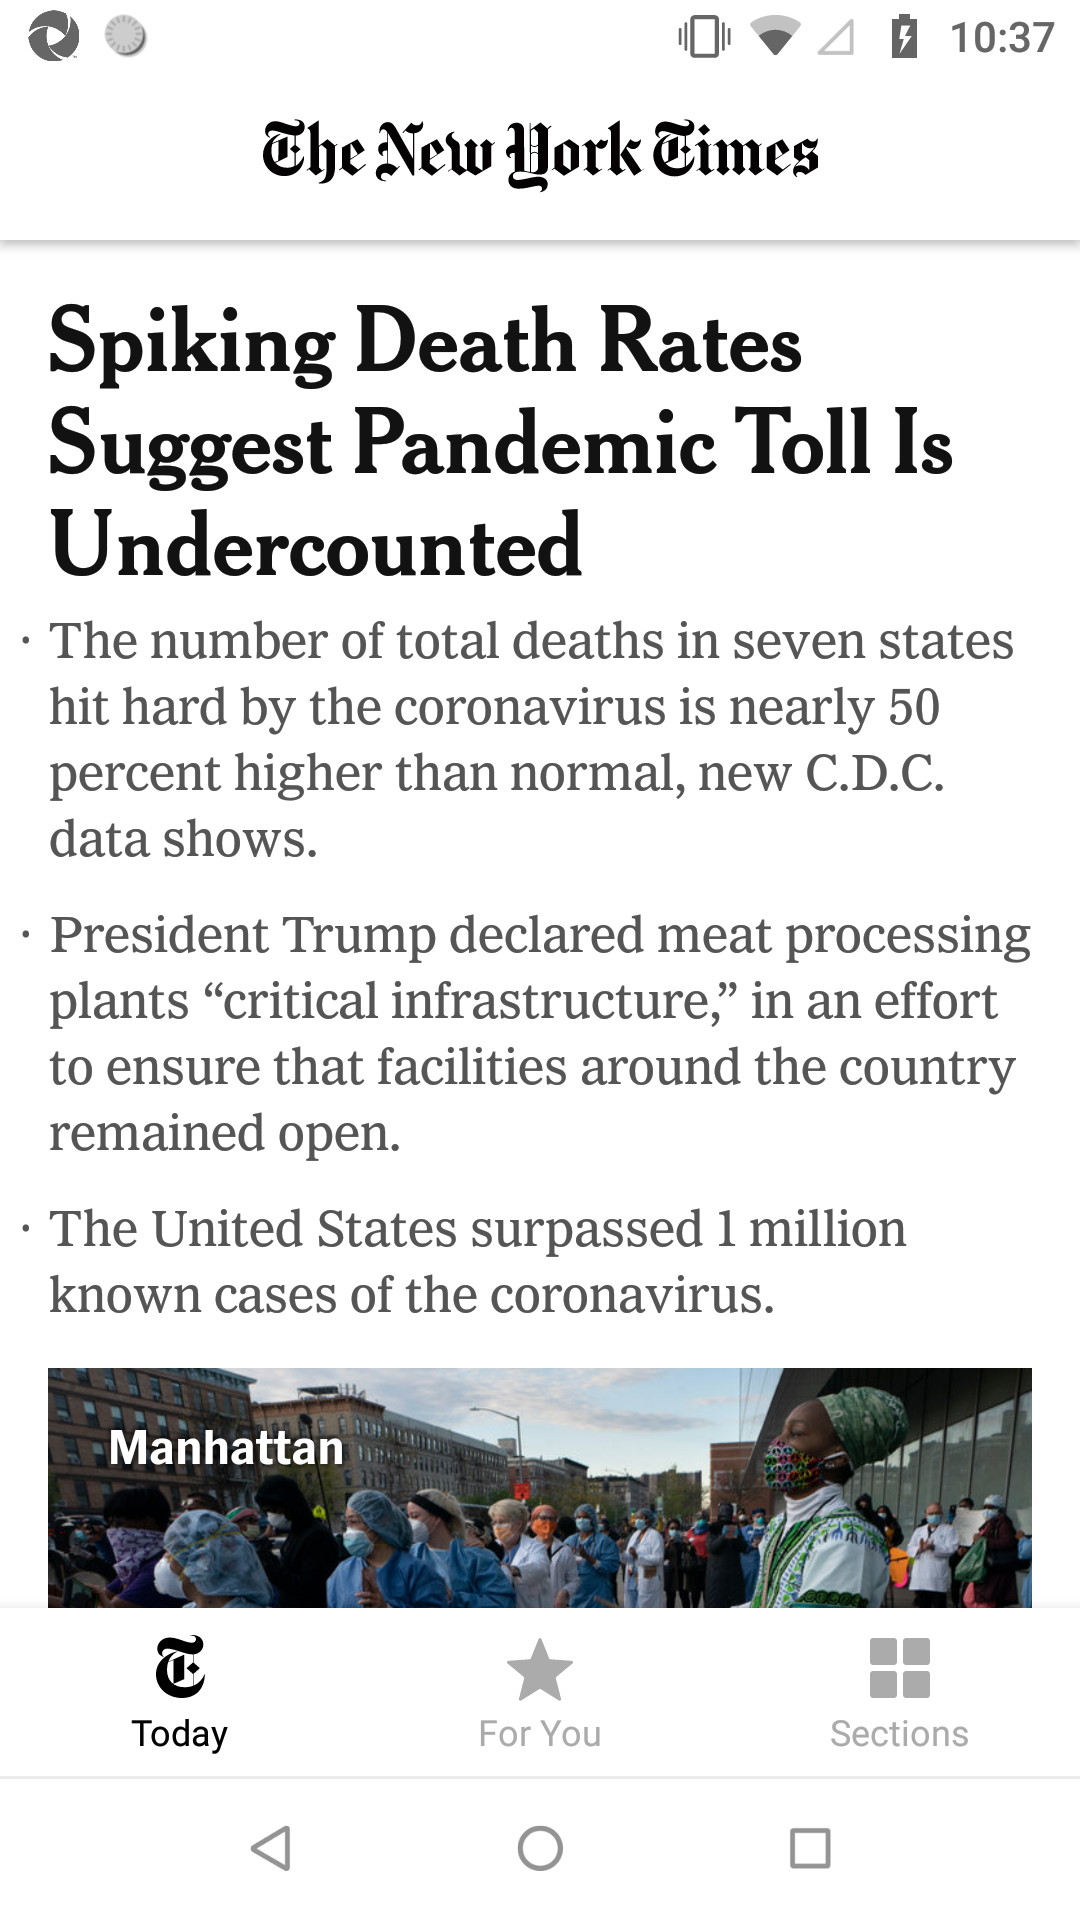 10:37
The New York Times
Spiking Death Rates
Suggest Pandemic Toll Is
Undercounted
· The number of total deaths in seven states
hit hard by the coronavirus is nearly 50
percent higher than normal, new C.D.C.
data shows.
· President Trump declared meat processing
plants “critical infrastructure,” in an effort
to ensure that facilities around the country
remained open.
· The United States surpassed 1 million
known cases of the coronavirus.
Manhattan
Today
For You
Sections